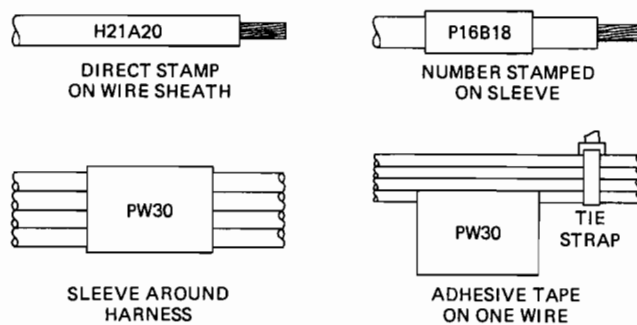 H21A20
DIRECT STAMP
ON WIRE SHEATH
P16B18
NUMBER STAMPED
ON SLEEVE
PW30
SLEEVE AROUND
HARNESS
PW30
TIE
STRAP
ADHESIVE TAPE
ON ONE WIRE